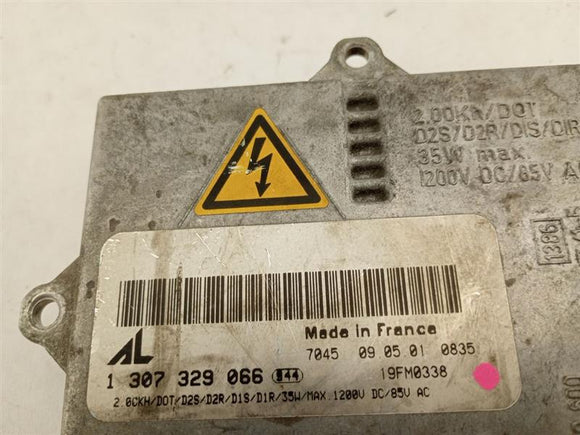 2.00Kh/DOT
D2S/D2R/D1S/D1R
35W max.
1200V DC/85V A
1386
AL
Made in France
7045 09 05.01 0835
1 307 329 066 844
19FM0338
2.0CKH/DOT/D2S/D2R/D1S/D1R/35W/MAX.1200V DC/85V AC